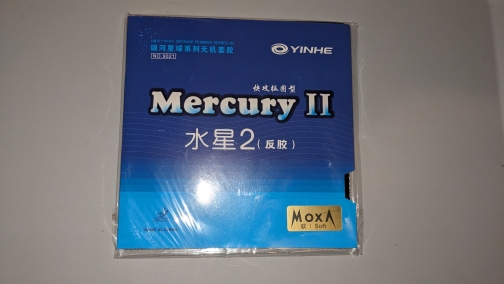 银河星球系列天机套胶
YINHE
NO.9021
快攻弧圈型
Mercury II
水星2(反胶)
MoxA
软:Soft